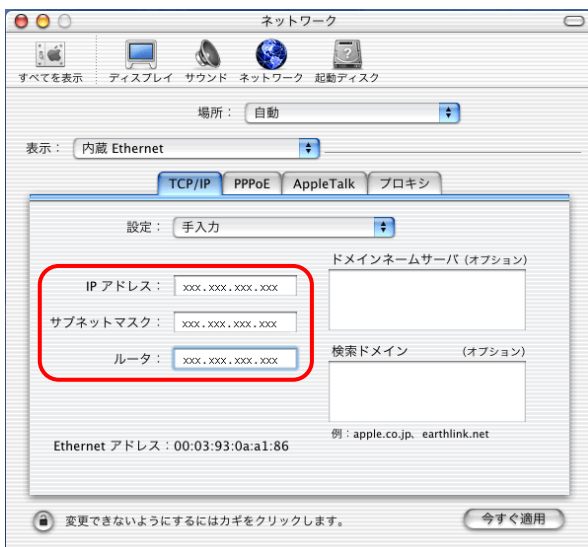 ネットワーク
すべてを表示 ディスプレイ サウンド ネットワーク 起動ディスク
場所： 自動
表示： 内蔵 Ethernet
TCP/IP PPPoE AppleTalk プロキシ
設定： 手入力
ドメインネームサーバ (オプション)
IP アドレス： xxx.xxx.xxx.xxx
サブネットマスク： xxx.xxx.xxx.xxx
ルータ： xxx.xxx.xxx.xxx
検索ドメイン (オプション)
例：apple.co.jp、earthlink.net
Ethernet アドレス：00:03:93:0a:a1:86
変更できないようにするにはカギをクリックします。
今すぐ適用